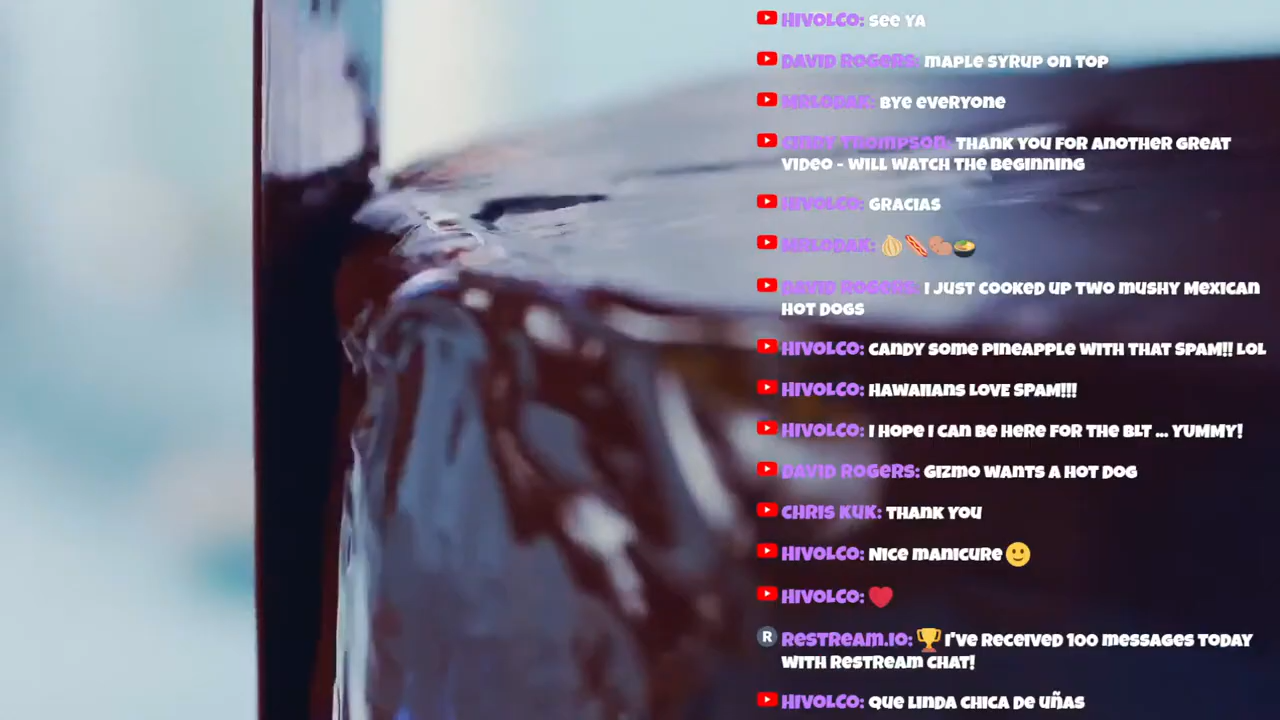 HIVOLCO: see ya
DAVID ROGERS: maple syrup on top
MRLODAK: Bye everyone
CINDY THOMPSON: Thank you for another great
video - will watch the beginning
HIVOLCO: Gracias
MRLODAK: 🧄🌭🥔🍲
DAVID ROGERS: I just cooked up two mushy Mexican
hot dogs
HIVOLCO: Candy some pineapple with that SPAM!! LOL
HIVOLCO: Hawaiians LOVE SPAM!!!
HIVOLCO: I hope I can be here for the BLT ... YUMMY!
DAVID ROGERS: Gizmo wants a hot dog
CHRIS KUK: Thank you
HIVOLCO: Nice manicure 🙂
HIVOLCO: ❤️
R RESTREAM.IO: 🏆 I've received 100 messages today
with Restream Chat!
HIVOLCO: Que linda chica de uñas